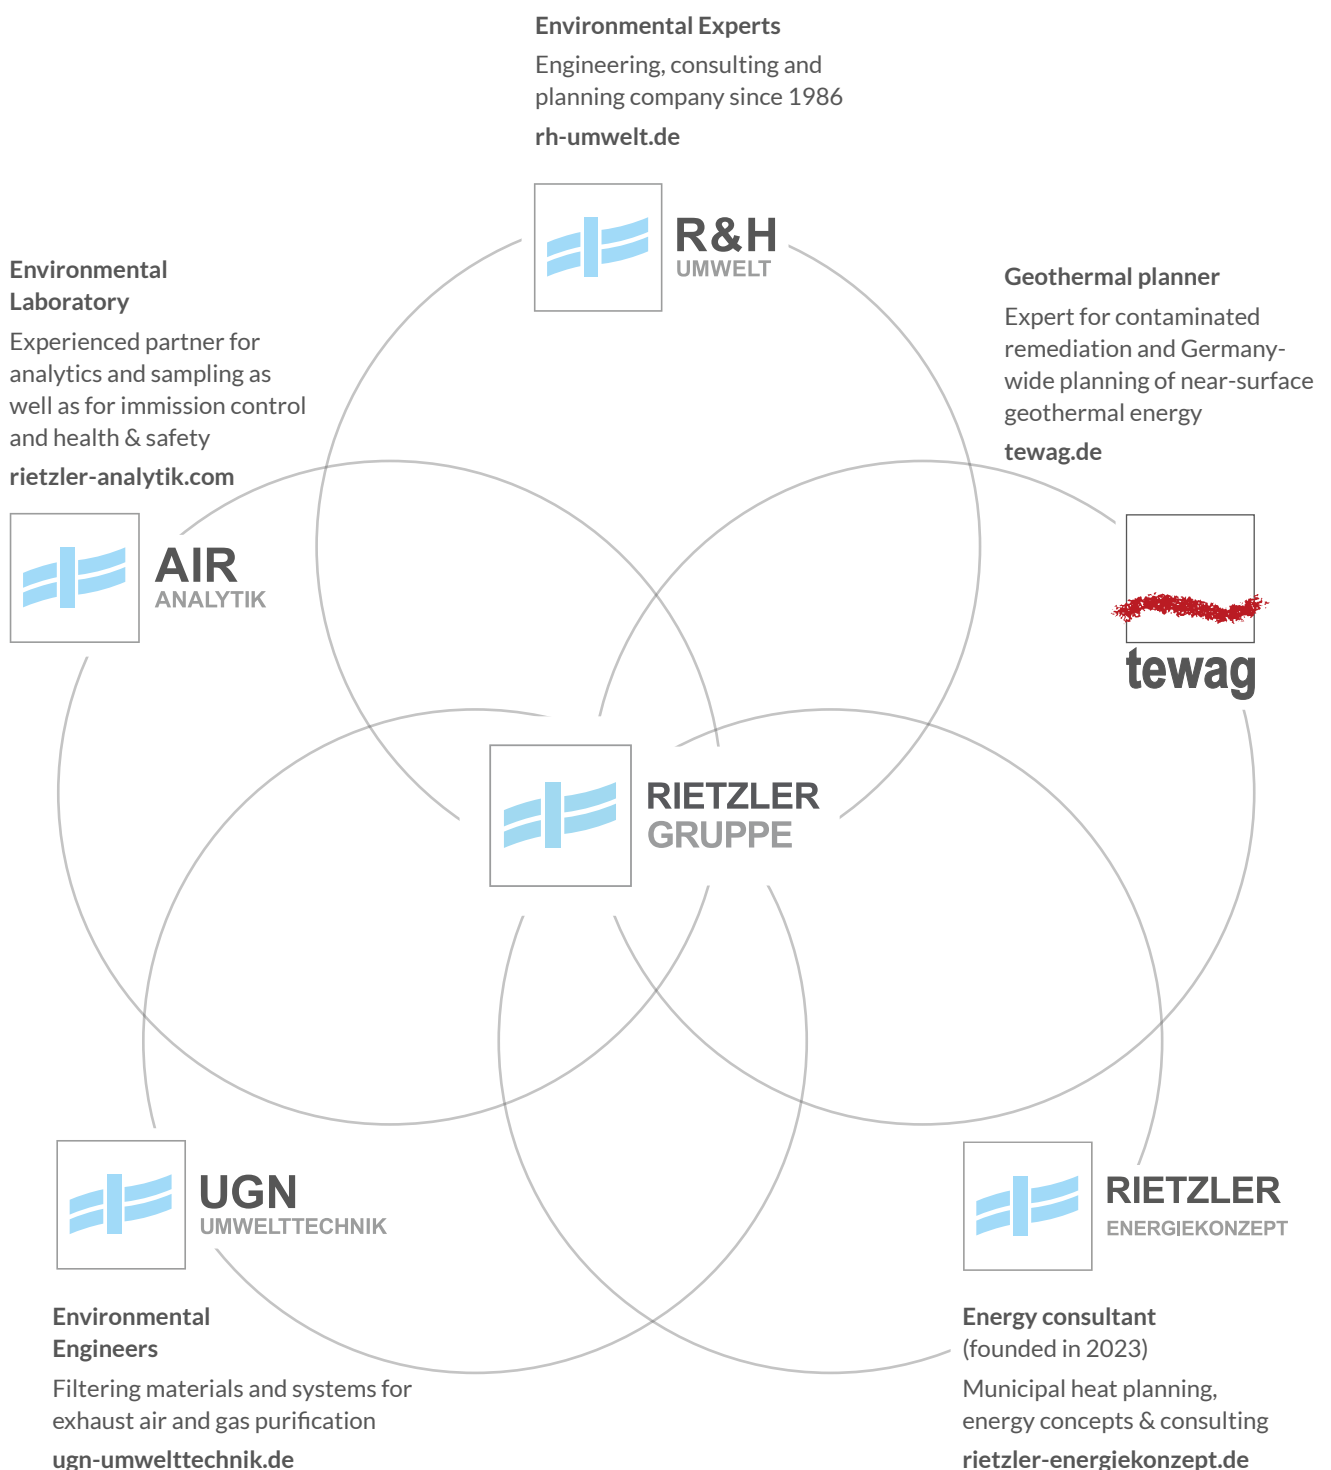 Environmental Experts
Engineering, consulting and
planning company since 1986
rh-umwelt.de
R&H
UMWELT
Environmental
Laboratory
Experienced partner for
analytics and sampling as
well as for immission control
and health & safety
rietzler-analytik.com
AIR
ANALYTIK
Geothermal planner
Expert for contaminated
remediation and Germany-
wide planning of near-surface
geothermal energy
tewag.de
tewag
RIETZLER
GRUPPE
UGN
UMWELTTECHNIK
Environmental
Engineers
Filtering materials and systems for
exhaust air and gas purification
ugn-umwelttechnik.de
RIETZLER
ENERGIEKONZEPT
Energy consultant
(founded in 2023)
Municipal heat planning,
energy concepts & consulting
rietzler-energiekonzept.de